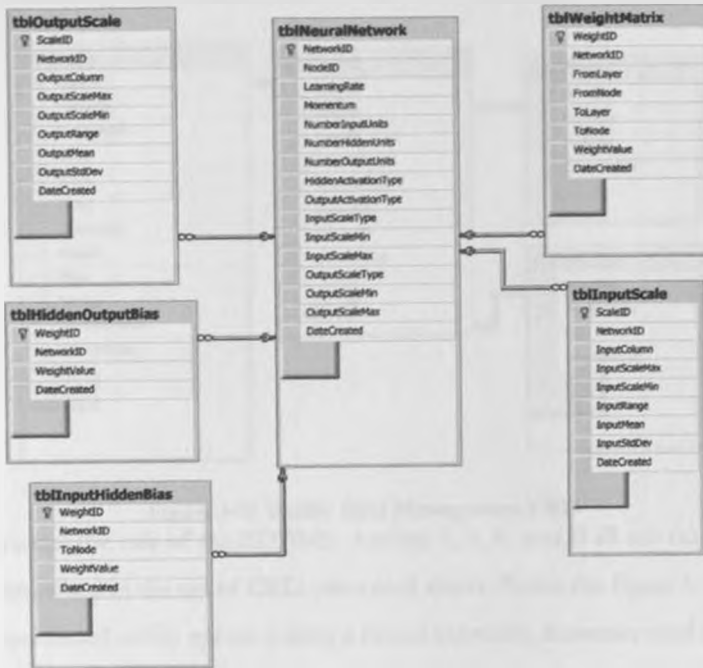 tblOutputScale
ScaleID
NetworkID
OutputColumn
OutputScaleMax
OutputScaleMin
OutputRange
OutputMean
OutputStdDev
DateCreated
tblNeuralNetwork
NetworkID
NodeID
LearningRate
Momentum
NumberInputUnits
NumberHiddenUnits
NumberOutputUnits
HiddenActivationType
OutputActivationType
InputScaleType
InputScaleMin
InputScaleMax
OutputScaleType
OutputScaleMin
OutputScaleMax
DateCreated
tblWeightMatrix
WeightID
NetworkID
FromLayer
FromNode
ToLayer
ToNode
WeightValue
DateCreated
tblHiddenOutputBias
WeightID
NetworkID
WeightValue
DateCreated
tblInputScale
ScaleID
NetworkID
InputColumn
InputScaleMax
InputScaleMin
InputRange
InputMean
InputStdDev
DateCreated
tblInputHiddenBias
WeightID
NetworkID
ToNode
WeightValue
DateCreated